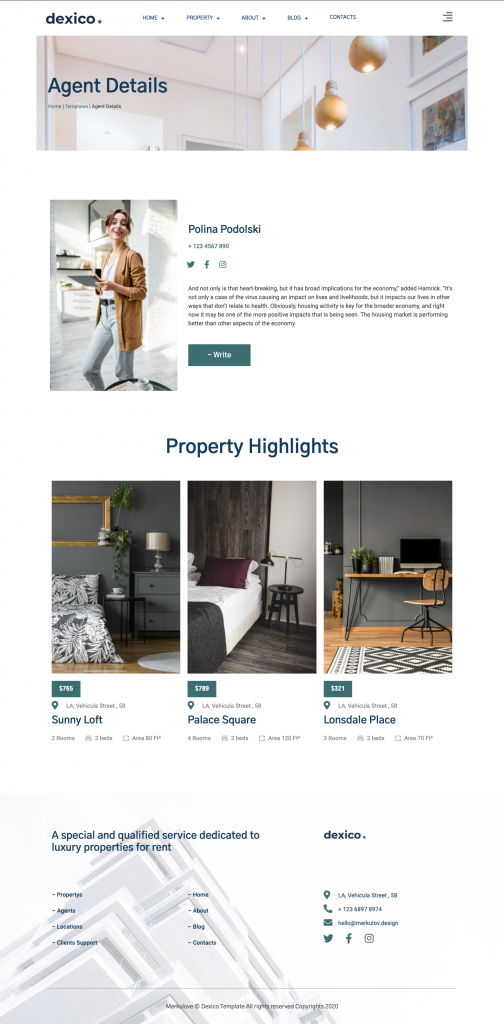 dexico.
HOME + PROPERTY + ABOUT + BLOG + CONTACTS
Agent Details
Home | Templates | Agent Details
Polina Podolski
+ 123 4567 890
And not only is that heart-breaking, but it has broad implications for the economy," added Hamrick. "It's
not only a case of the virus causing an impact on lives and livelihoods, but it impacts our lives in other
ways that don't relate to health. Obviously, housing activity is key for the broader economy, and right
now it may be one of the more positive impacts that is being seen. The housing market is performing
better than other aspects of the economy
– Write
Property Highlights
$765
LA, Vehicula Street , 58
Sunny Loft
2 Rooms 2 beds Area 80 Ft²
$789
LA, Vehicula Street , 58
Palace Square
4 Rooms 2 beds Area 120 Ft²
$321
LA, Vehicula Street , 58
Lonsdale Place
3 Rooms 2 beds Area 70 Ft²
A special and qualified service dedicated to
luxury properties for rent
– Propertys
– Agents
– Locations
– Clients Support
– Home
– About
– Blog
– Contacts
dexico.
LA, Vehicula Street , 58
+ 123 6897 8974
hello@merkulov.design
Merkulove © Dexico Template All rights reserved Copyrights 2020